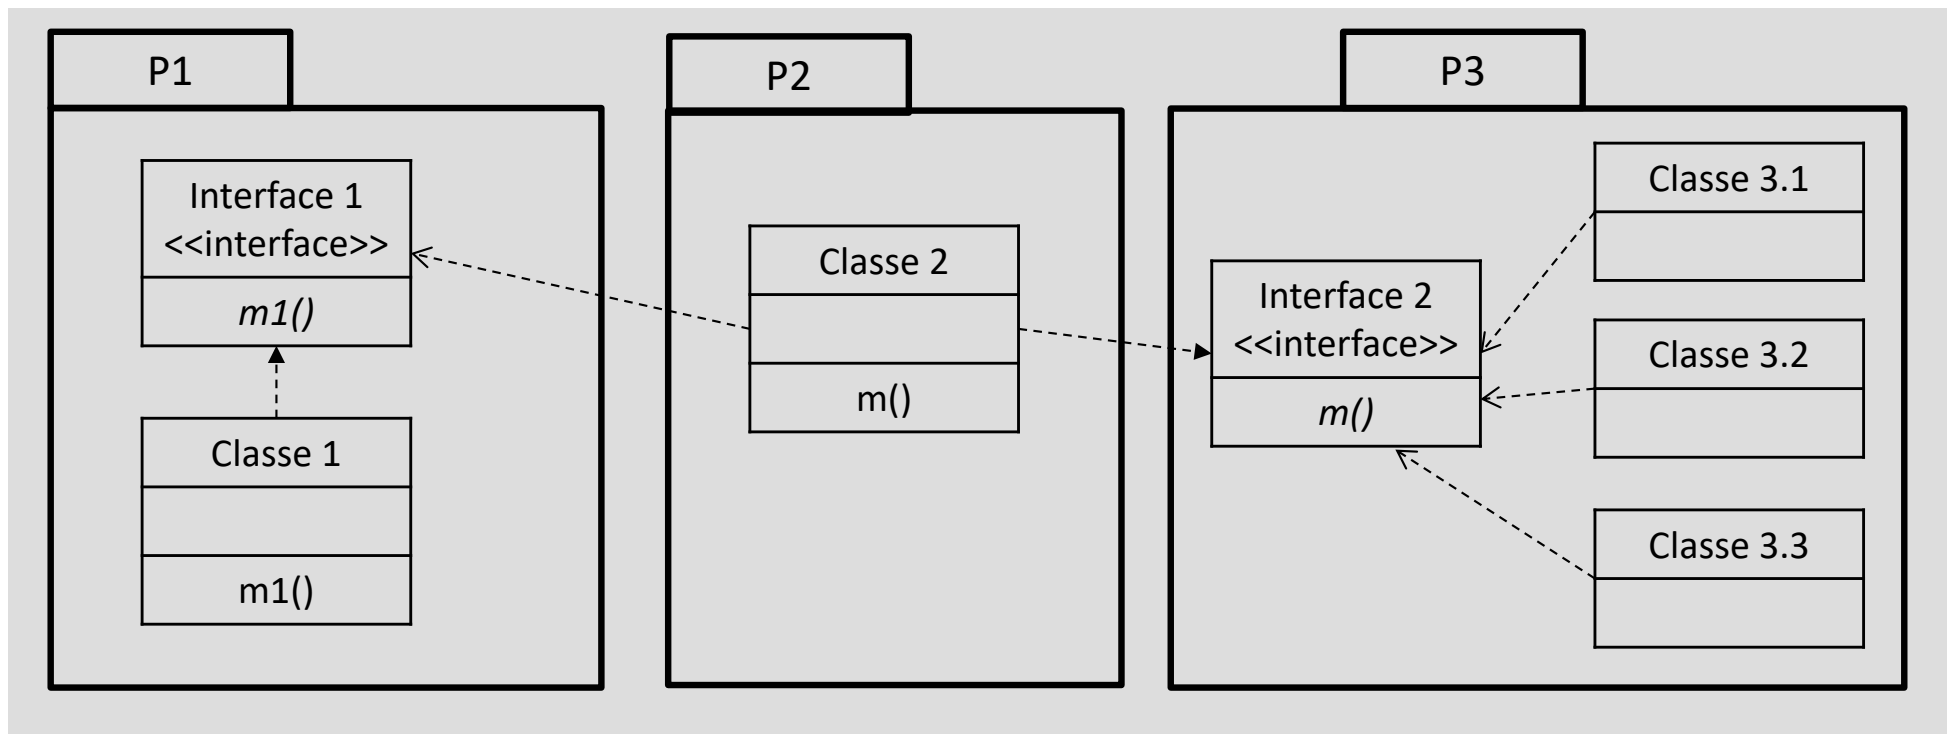 P1
Interface 1
<<interface>>
m1()
Classe 1
m1()
P2
Classe 2
m()
P3
Interface 2
<<interface>>
m()
Classe 3.1
Classe 3.2
Classe 3.3